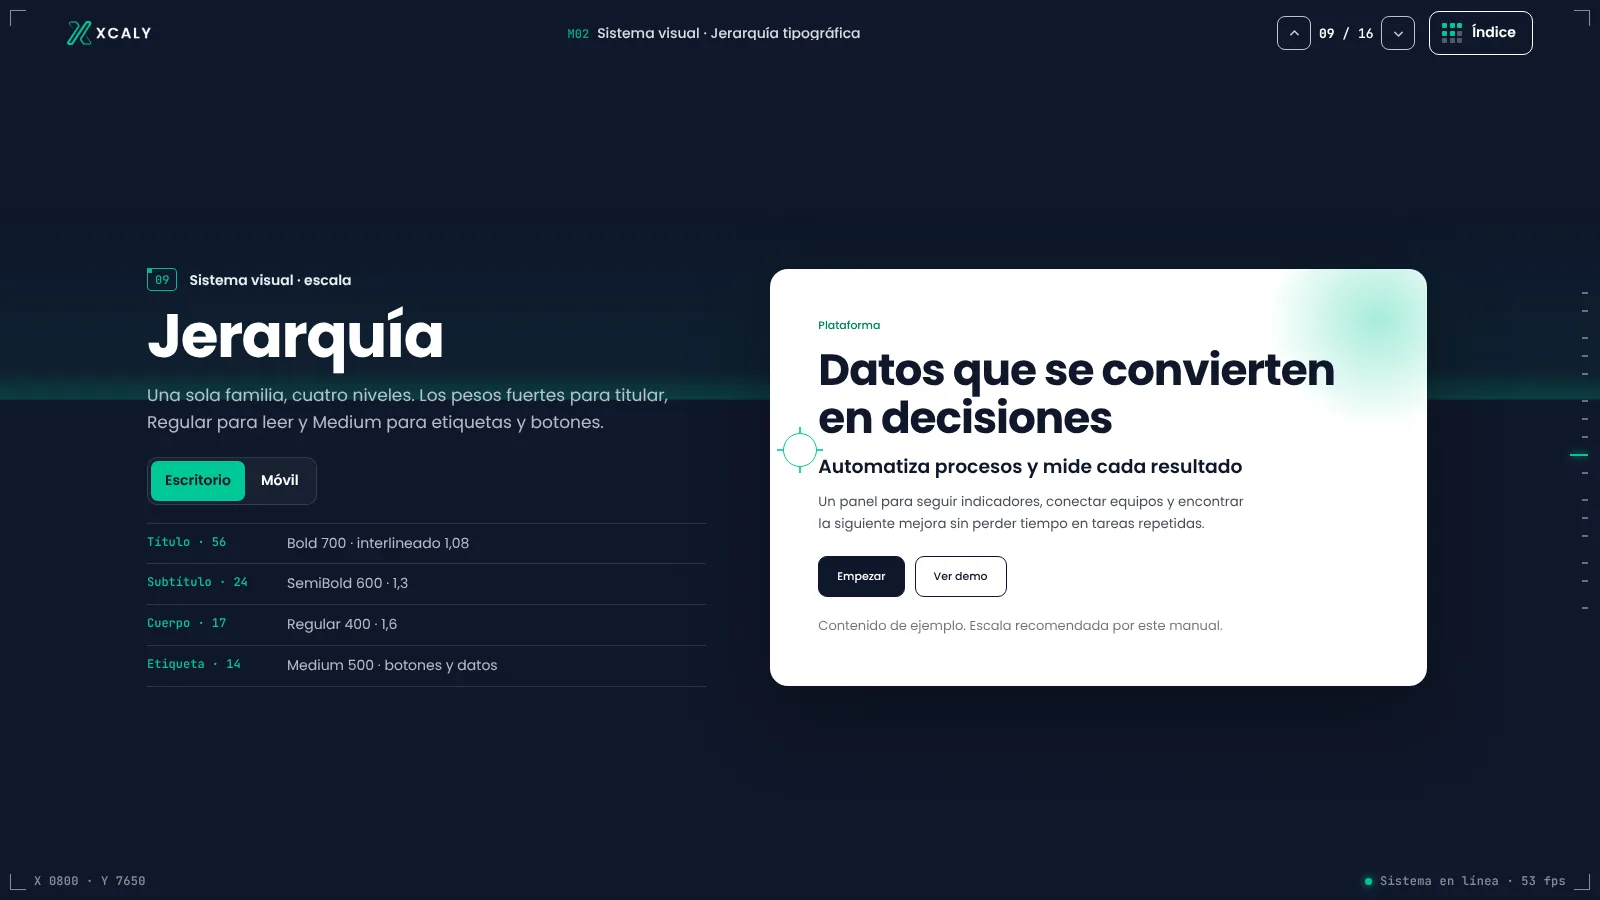 XCALY
M02 Sistema visual · Jerarquía tipográfica
09 / 16
Índice
09 Sistema visual · escala
Jerarquía
Una sola familia, cuatro niveles. Los pesos fuertes para titular,
Regular para leer y Medium para etiquetas y botones.
Escritorio Móvil
Título · 56 Bold 700 · interlineado 1,08
Subtítulo · 24 SemiBold 600 · 1,3
Cuerpo · 17 Regular 400 · 1,6
Etiqueta · 14 Medium 500 · botones y datos
Plataforma
Datos que se convierten
en decisiones
Automatiza procesos y mide cada resultado
Un panel para seguir indicadores, conectar equipos y encontrar
la siguiente mejora sin perder tiempo en tareas repetidas.
Empezar Ver demo
Contenido de ejemplo. Escala recomendada por este manual.
X 0800 · Y 7650
Sistema en línea · 53 fps